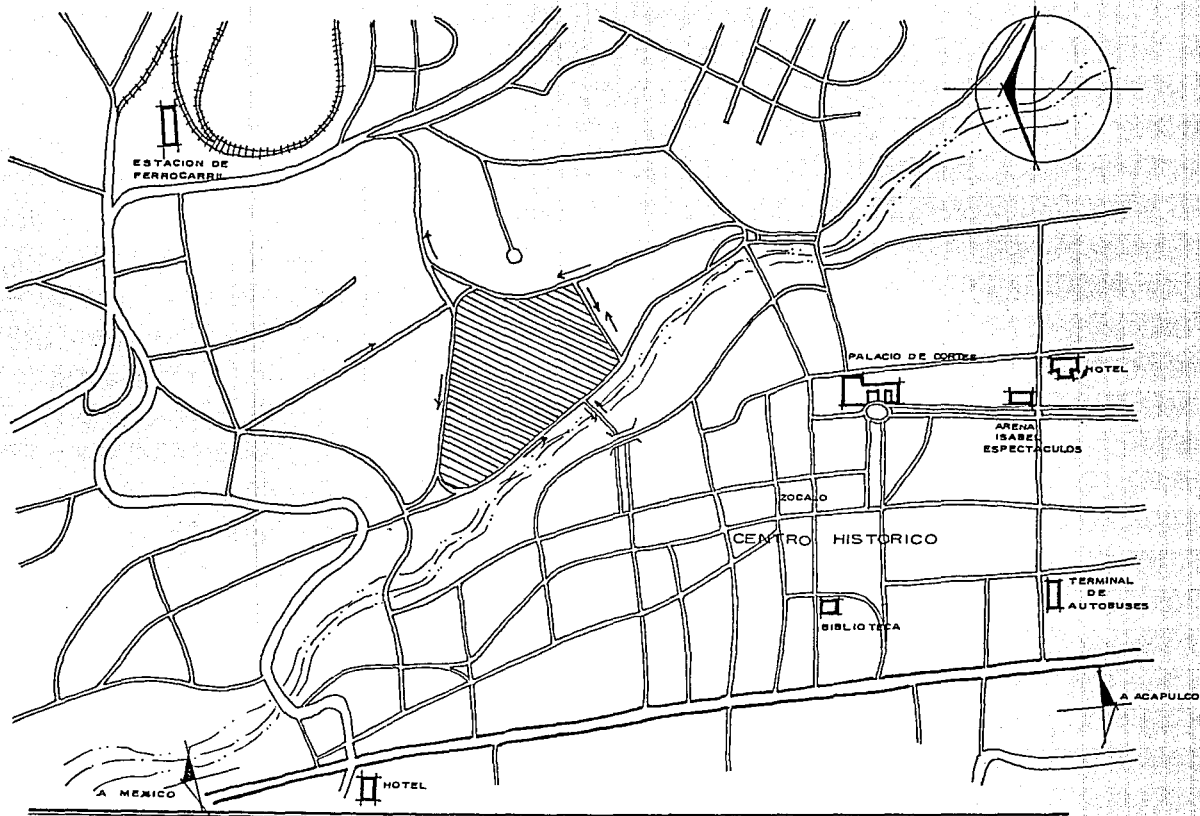 ESTACION DE
FERROCARRIL
PALACIO DE CORTES
HOTEL
ARENA
ISABEL
ESPECTACULOS
ZOCALO
CENTRO HISTORICO
TERMINAL
DE
AUTOBUSES
BIBLIOTECA
A ACAPULCO
A MEXICO
HOTEL